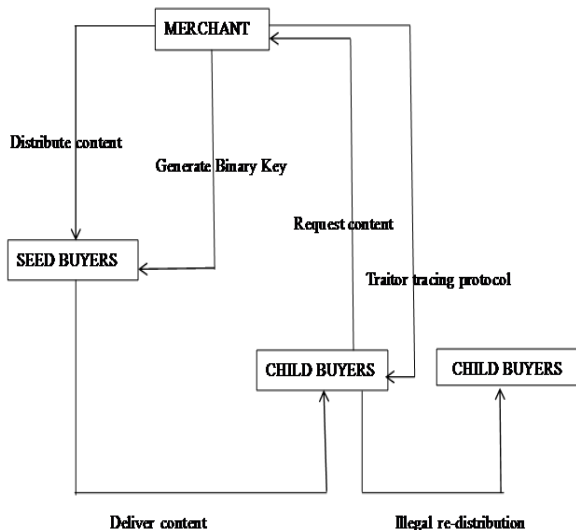 MERCHANT
Distribute content
Generate Binary Key
Request content
SEED BUYERS
Traitor tracing protocol
CHILD BUYERS
CHILD BUYERS
Deliver content
Illegal re-distribution